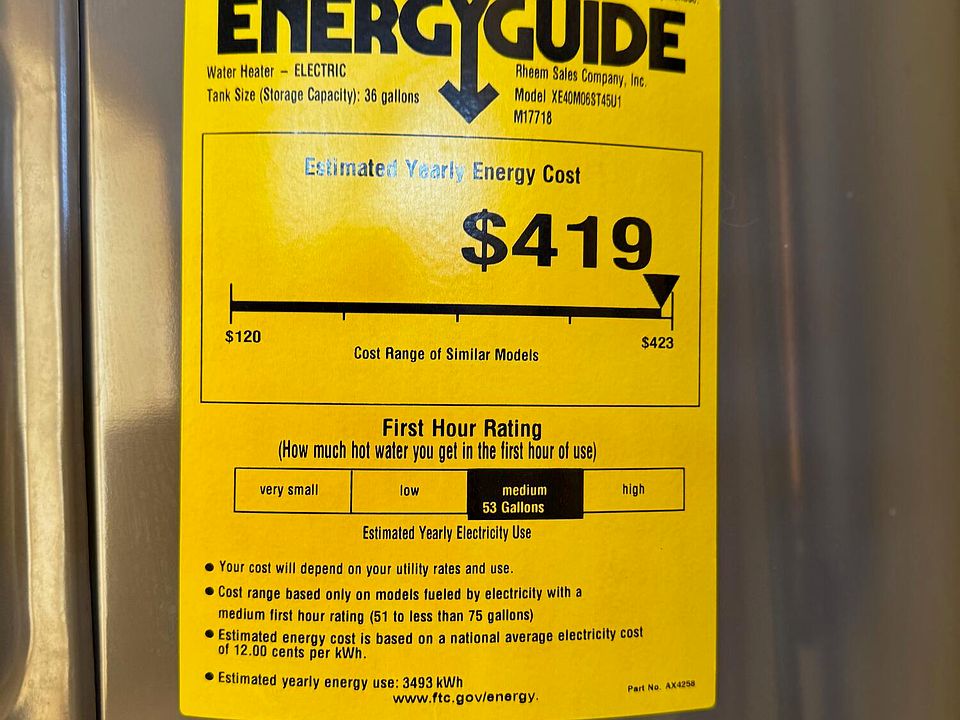 ENERGYGUIDE
Water Heater – ELECTRIC
Tank Size (Storage Capacity): 36 gallons
Rheem Sales Company, Inc.
Model XE40M06ST45U1
M17718
Estimated Yearly Energy Cost
$419
$120
$423
Cost Range of Similar Models
First Hour Rating
(How much hot water you get in the first hour of use)
very small low medium high
53 Gallons
Estimated Yearly Electricity Use
● Your cost will depend on your utility rates and use.
● Cost range based only on models fueled by electricity with a
medium first hour rating (51 to less than 75 gallons)
● Estimated energy cost is based on a national average electricity cost
of 12.00 cents per kWh.
● Estimated yearly energy use: 3493 kWh
www.ftc.gov/energy.
Part No. AX4258